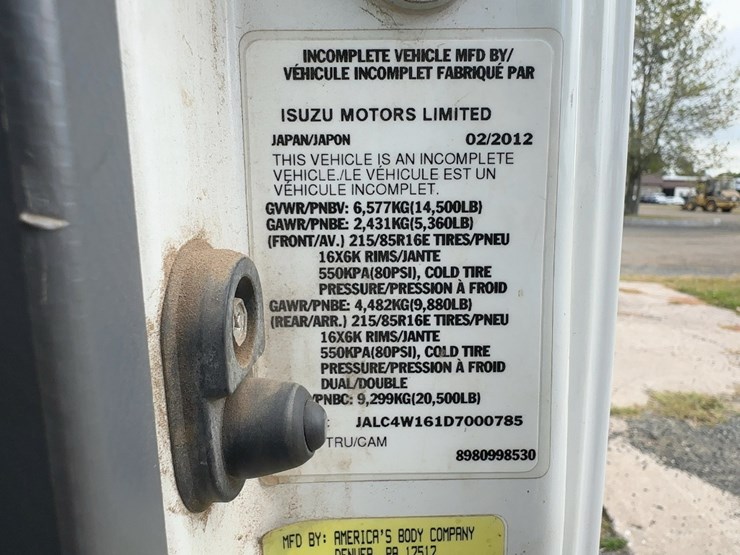 INCOMPLETE VEHICLE MFD BY/
VÉHICULE INCOMPLET FABRIQUÉ PAR
ISUZU MOTORS LIMITED
JAPAN/JAPON 02/2012
THIS VEHICLE IS AN INCOMPLETE
VEHICLE./LE VÉHICULE EST UN
VÉHICULE INCOMPLET.
GVWR/PNBV: 6,577KG(14,500LB)
GAWR/PNBE: 2,431KG(5,360LB)
(FRONT/AV.) 215/85R16E TIRES/PNEU
16X6K RIMS/JANTE
550KPA(80PSI), COLD TIRE
PRESSURE/PRESSION À FROID
GAWR/PNBE: 4,482KG(9,880LB)
(REAR/ARR.) 215/85R16E TIRES/PNEU
16X6K RIMS/JANTE
550KPA(80PSI), COLD TIRE
PRESSURE/PRESSION À FROID
DUAL/DOUBLE
/PNBC: 9,299KG(20,500LB)
: JALC4W161D7000785
TRU/CAM
8980998530
MFD BY: AMERICA'S BODY COMPANY